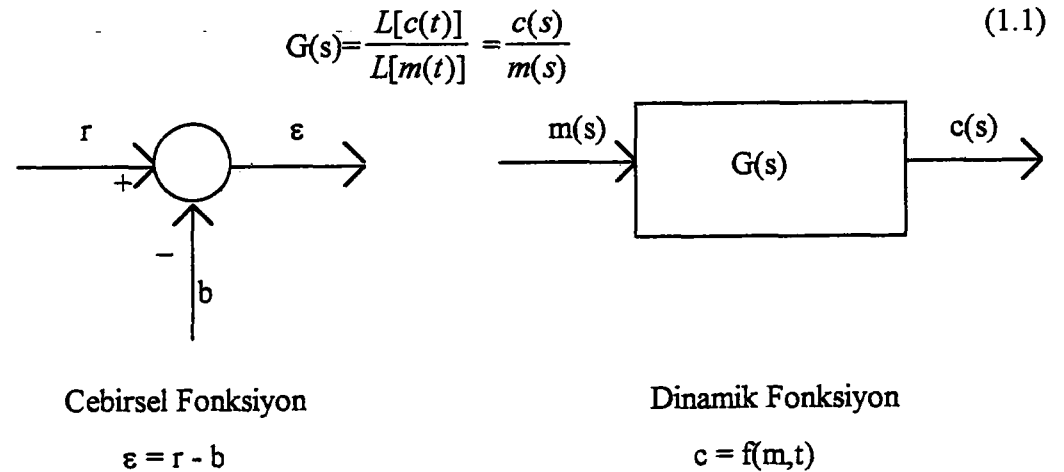 G(s)=L[c(t)]/L[m(t)] = c(s)/m(s) (1.1)
r ε
+
−
b
m(s) G(s) c(s)
Cebirsel Fonksiyon
ε = r - b
Dinamik Fonksiyon
c = f(m,t)